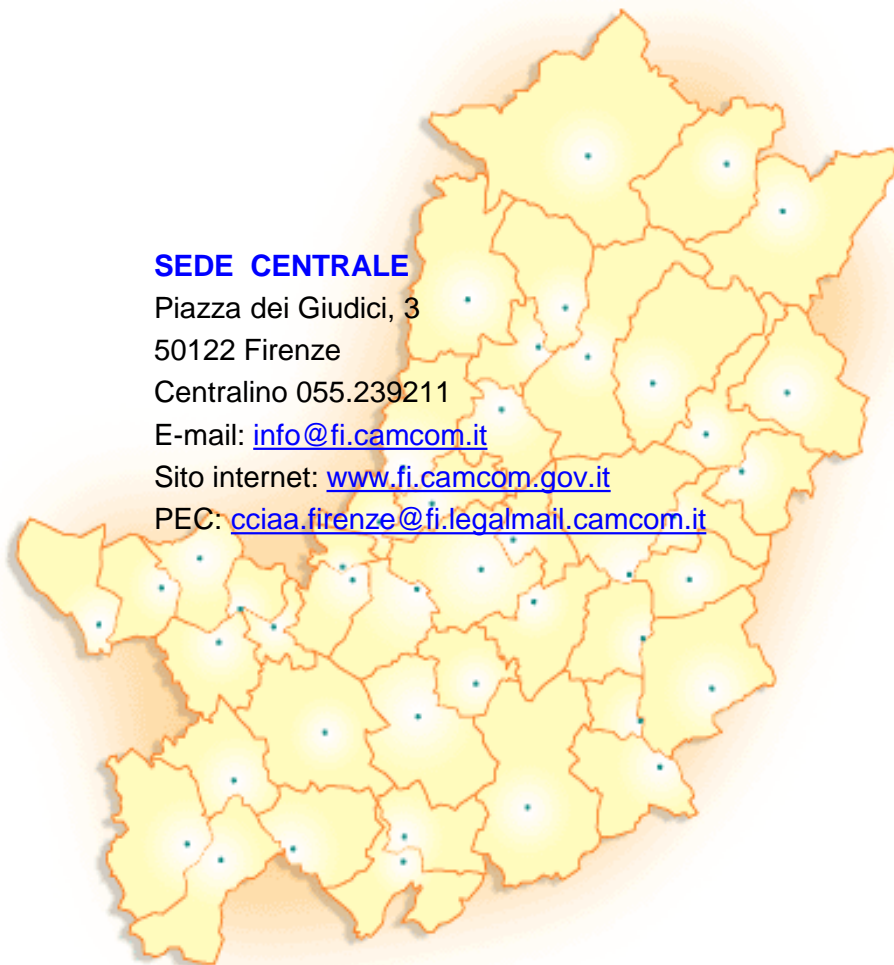 SEDE CENTRALE
Piazza dei Giudici, 3
50122 Firenze
Centralino 055.239211
E-mail: info@fi.camcom.it
Sito internet: www.fi.camcom.gov.it
PEC: cciaa.firenze@fi.legalmail.camcom.it